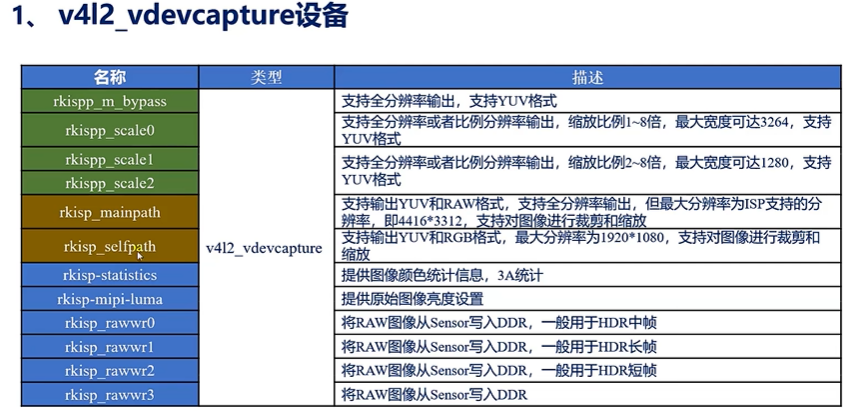 1、 v4l2_vdevcapture设备
名称 类型 描述
rkispp_m_bypass 支持全分辨率输出，支持YUV格式
rkispp_scale0 支持全分辨率或者比例分辨率输出，缩放比例1~8倍，最大宽度可达3264，支持
YUV格式
rkispp_scale1 支持全分辨率或者比例分辨率输出，缩放比例2~8倍，最大宽度可达1280，支持
rkispp_scale2 YUV格式
rkisp_mainpath 支持输出YUV和RAW格式，支持全分辨率输出，但最大分辨率为ISP支持的分
辨率，即4416*3312，支持对图像进行裁剪和缩放
rkisp_selfpath v4l2_vdevcapture 支持输出YUV和RGB格式，最大分辨率为1920*1080，支持对图像进行裁剪和
缩放
rkisp-statistics 提供图像颜色统计信息，3A统计
rkisp-mipi-luma 提供原始图像亮度设置
rkisp_rawwr0 将RAW图像从Sensor写入DDR，一般用于HDR中帧
rkisp_rawwr1 将RAW图像从Sensor写入DDR，一般用于HDR长帧
rkisp_rawwr2 将RAW图像从Sensor写入DDR，一般用于HDR短帧
rkisp_rawwr3 将RAW图像从Sensor写入DDR